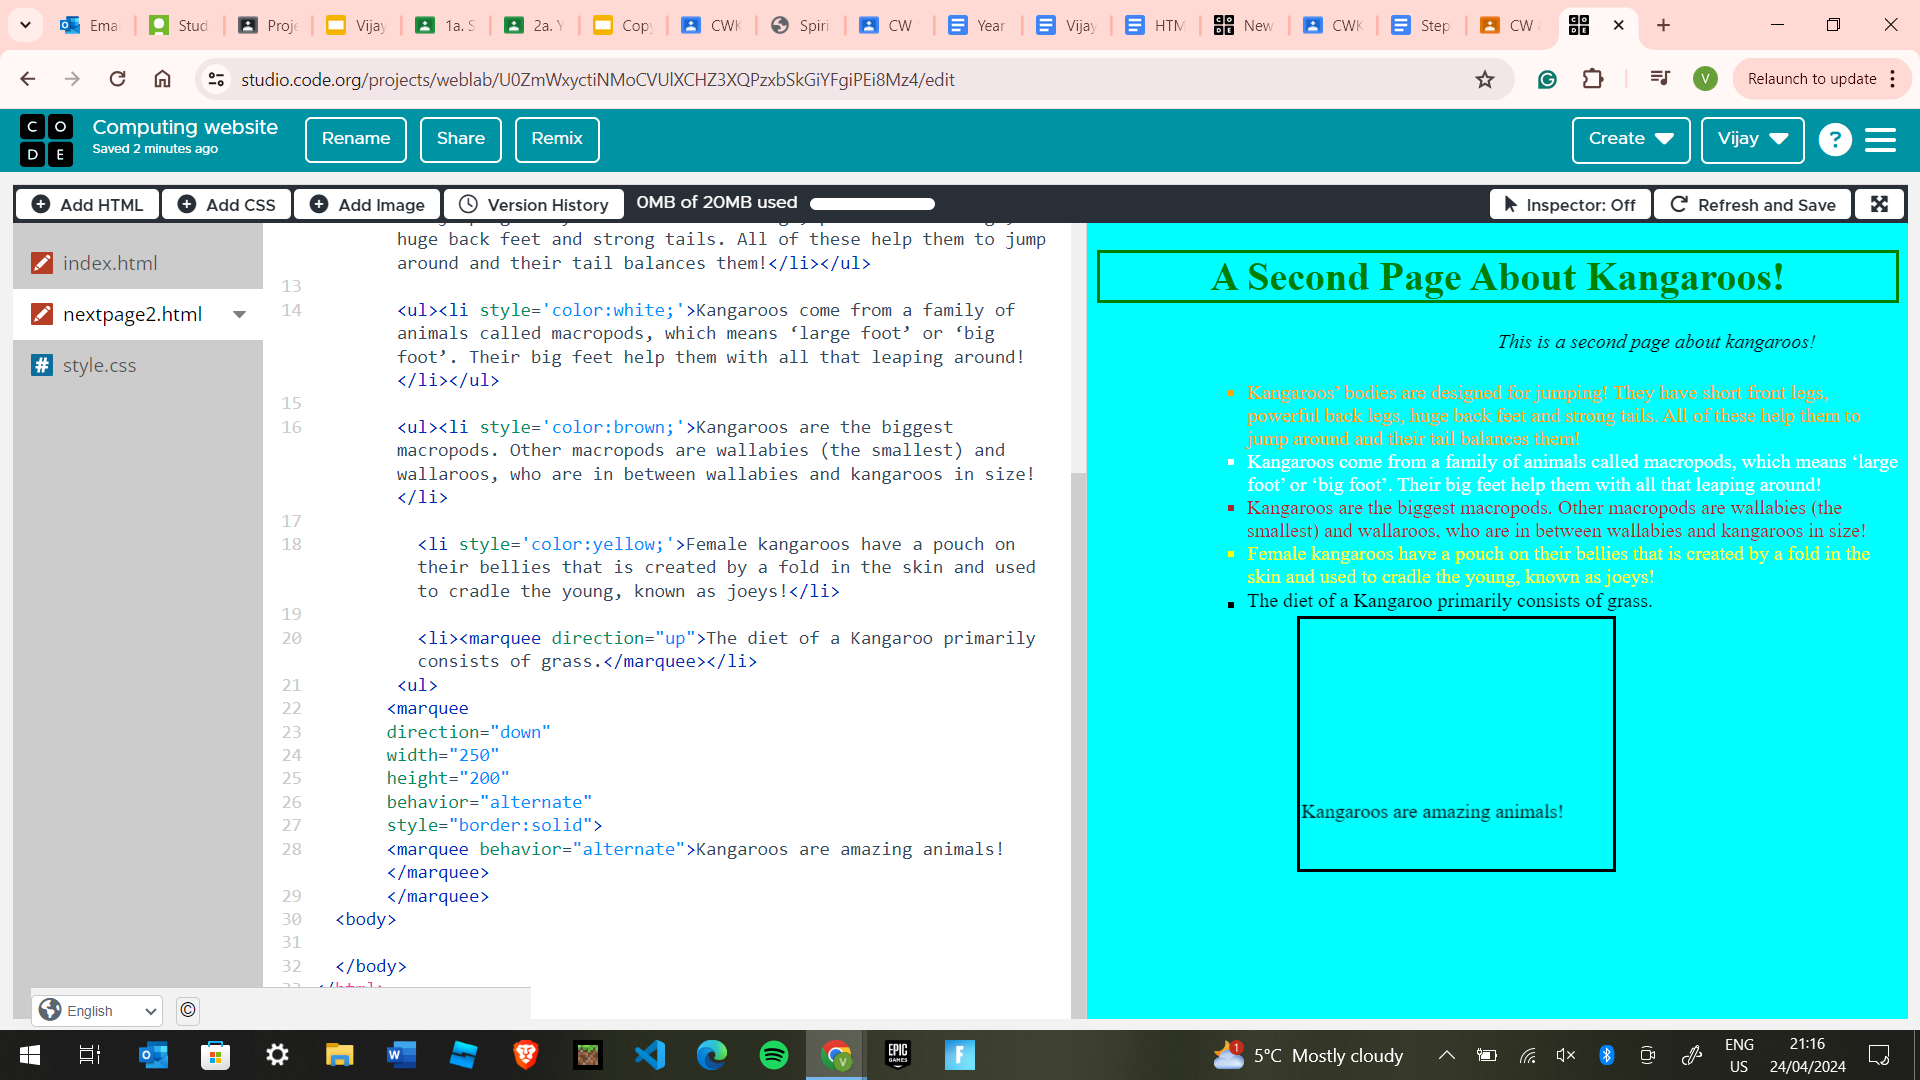 Ema
Stud
Proje
Vijay
1a. S
2a. Y
Copy
CWK
Spiri
CW
Year
Vijay
HTM
New
CWK
Step
CW
studio.code.org/projects/weblab/U0ZmWxyctiNMoCVUlXCHZ3XQPzxbSkGiYFgiPEi8Mz4/edit
V
Relaunch to update
C O D E
Computing website
Saved 2 minutes ago
Rename
Share
Remix
Create
Vijay
?
Add HTML
Add CSS
Add Image
Version History
0MB of 20MB used
Inspector: Off
Refresh and Save
index.html
nextpage2.html
style.css
huge back feet and strong tails. All of these help them to jump
around and their tail balances them!</li></ul>
13
14 <ul><li style='color:white;'>Kangaroos come from a family of
animals called macropods, which means ‘large foot’ or ‘big
foot’. Their big feet help them with all that leaping around!
</li></ul>
15
16 <ul><li style='color:brown;'>Kangaroos are the biggest
macropods. Other macropods are wallabies (the smallest) and
wallaroos, who are in between wallabies and kangaroos in size!
</li>
17
18 <li style='color:yellow;'>Female kangaroos have a pouch on
their bellies that is created by a fold in the skin and used
to cradle the young, known as joeys!</li>
19
20 <li><marquee direction="up">The diet of a Kangaroo primarily
consists of grass.</marquee></li>
21 <ul>
22 <marquee
23 direction="down"
24 width="250"
25 height="200"
26 behavior="alternate"
27 style="border:solid">
28 <marquee behavior="alternate">Kangaroos are amazing animals!
</marquee>
29 </marquee>
30 <body>
31
32 </body>
A Second Page About Kangaroos!
This is a second page about kangaroos!
Kangaroos’ bodies are designed for jumping! They have short front legs,
powerful back legs, huge back feet and strong tails. All of these help them to
jump around and their tail balances them!
Kangaroos come from a family of animals called macropods, which means ‘large
foot’ or ‘big foot’. Their big feet help them with all that leaping around!
Kangaroos are the biggest macropods. Other macropods are wallabies (the
smallest) and wallaroos, who are in between wallabies and kangaroos in size!
Female kangaroos have a pouch on their bellies that is created by a fold in the
skin and used to cradle the young, known as joeys!
The diet of a Kangaroo primarily consists of grass.
Kangaroos are amazing animals!
English
©
1
5°C Mostly cloudy
ENG
US
21:16
24/04/2024
EPIC
GAMES